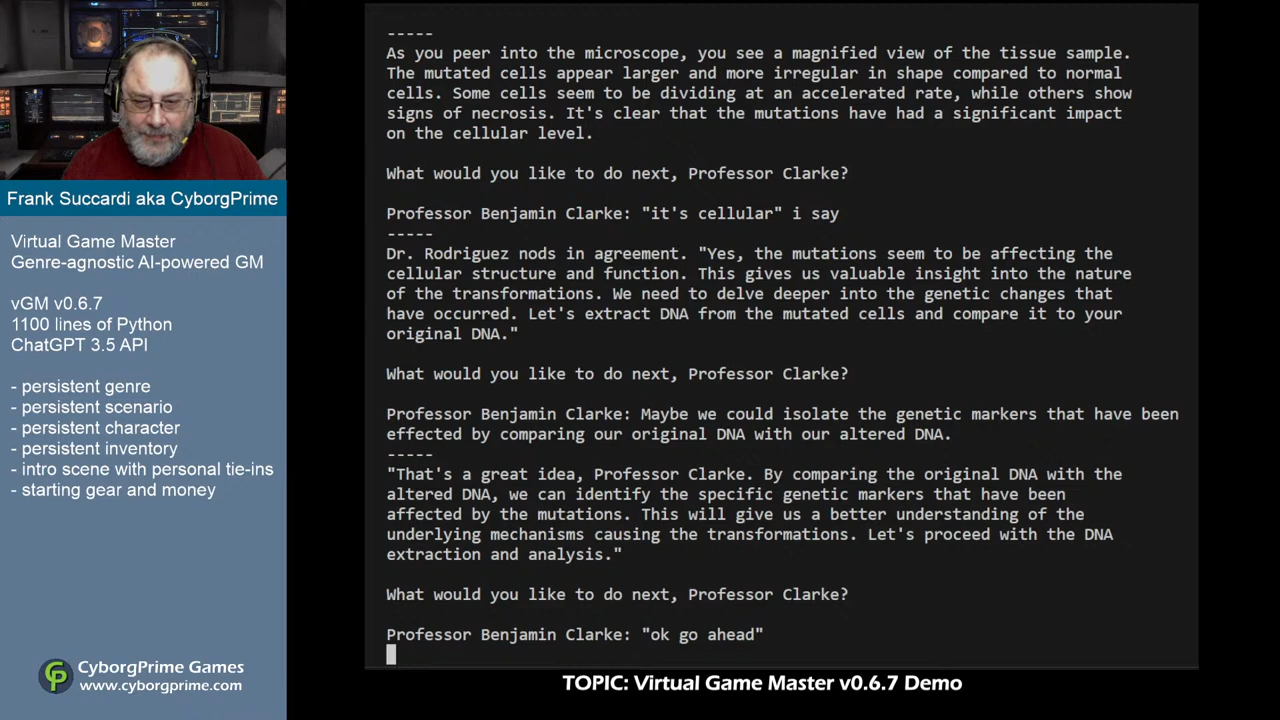 Frank Succardi aka CyborgPrime
Virtual Game Master
Genre-agnostic AI-powered GM
vGM v0.6.7
1100 lines of Python
ChatGPT 3.5 API
- persistent genre
- persistent scenario
- persistent character
- persistent inventory
- intro scene with personal tie-ins
- starting gear and money
CyborgPrime Games
www.cyborgprime.com
-----
As you peer into the microscope, you see a magnified view of the tissue sample.
The mutated cells appear larger and more irregular in shape compared to normal
cells. Some cells seem to be dividing at an accelerated rate, while others show
signs of necrosis. It's clear that the mutations have had a significant impact
on the cellular level.
What would you like to do next, Professor Clarke?
Professor Benjamin Clarke: "it's cellular" i say
-----
Dr. Rodriguez nods in agreement. "Yes, the mutations seem to be affecting the
cellular structure and function. This gives us valuable insight into the nature
of the transformations. We need to delve deeper into the genetic changes that
have occurred. Let's extract DNA from the mutated cells and compare it to your
original DNA."
What would you like to do next, Professor Clarke?
Professor Benjamin Clarke: Maybe we could isolate the genetic markers that have been
effected by comparing our original DNA with our altered DNA.
-----
"That's a great idea, Professor Clarke. By comparing the original DNA with the
altered DNA, we can identify the specific genetic markers that have been
affected by the mutations. This will give us a better understanding of the
underlying mechanisms causing the transformations. Let's proceed with the DNA
extraction and analysis."
What would you like to do next, Professor Clarke?
Professor Benjamin Clarke: "ok go ahead"
TOPIC: Virtual Game Master v0.6.7 Demo